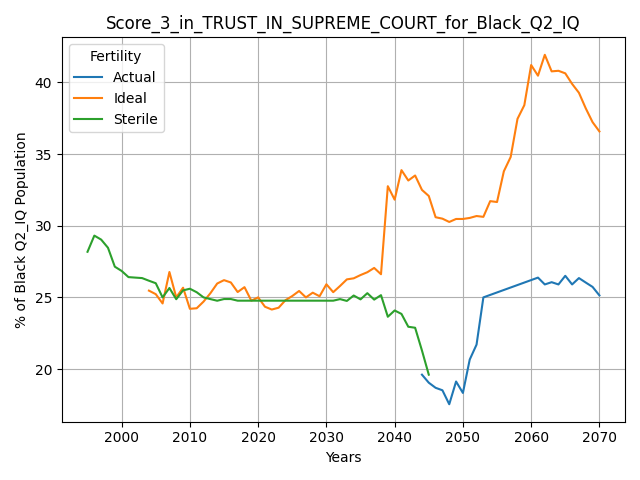 Score_3_in_TRUST_IN_SUPREME_COURT_for_Black_Q2_IQ
Fertility
Actual
Ideal
Sterile
% of Black Q2_IQ Population
40
35
30
25
20
2000 2010 2020 2030 2040 2050 2060 2070
Years